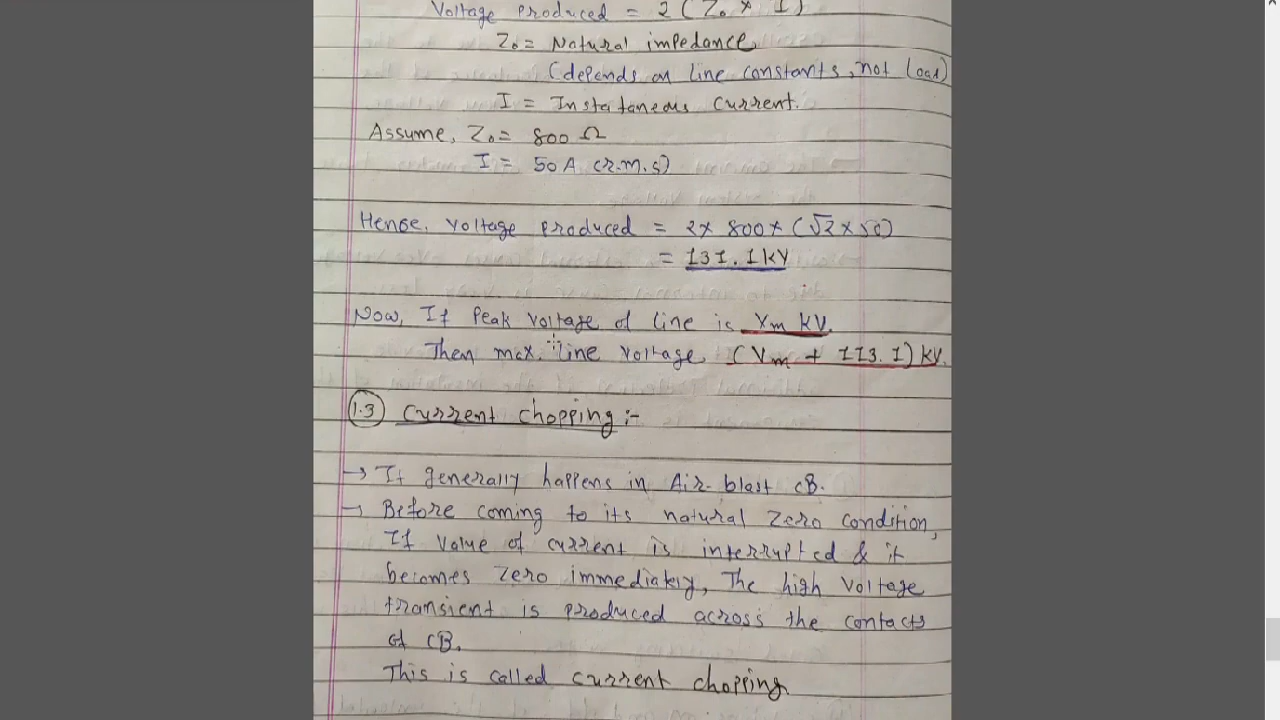 Voltage Produced = 2 (Z₀ × I)
Z₀ = Natural impedance
(depends on line constants, not Load)
I = Instataneous Current.
Assume, Z₀ = 800 Ω
I = 50 A (r.m.s)
Hense, Voltage Produced = 2 × 800 × (√2 × 50)
= 131.1 kV
Now, If Peak Voltage of line is Vm kV.
Then max. line voltage (Vm + 113.1) kV.
1.3 Current Chopping :-
→ It generally happens in Air-blast CB.
→ Before coming to its natural Zero condition,
If Value of current is interrupted & it
becomes Zero immediately, The high voltage
transient is produced across the contacts
of CB.
This is called current chopping.